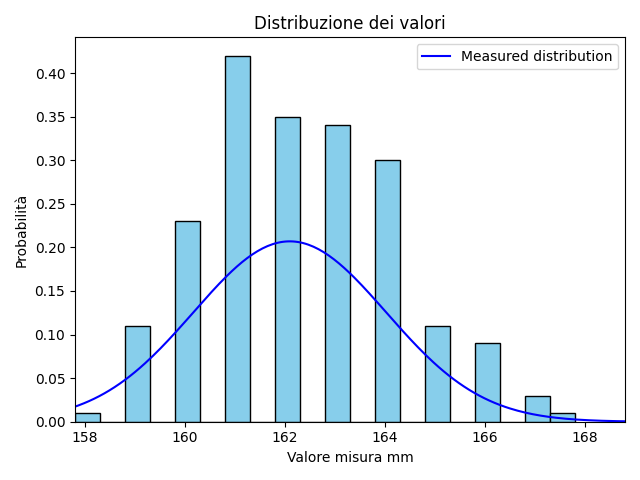 Distribuzione dei valori
Measured distribution
Probabilità
0.40
0.35
0.30
0.25
0.20
0.15
0.10
0.05
0.00
158 160 162 164 166 168
Valore misura mm